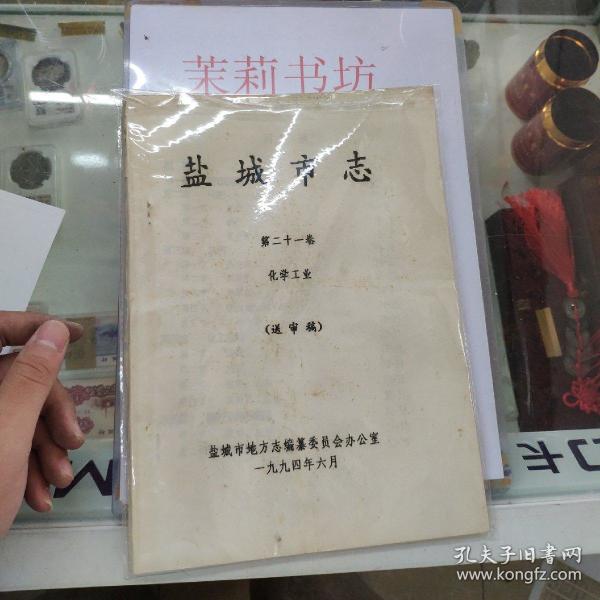 茉莉书坊
盐城市志
第二十一卷
化学工业
(送审稿)
盐城市地方志编纂委员会办公室
一九九四年六月
卡
孔夫子旧书网
www.kongfz.com